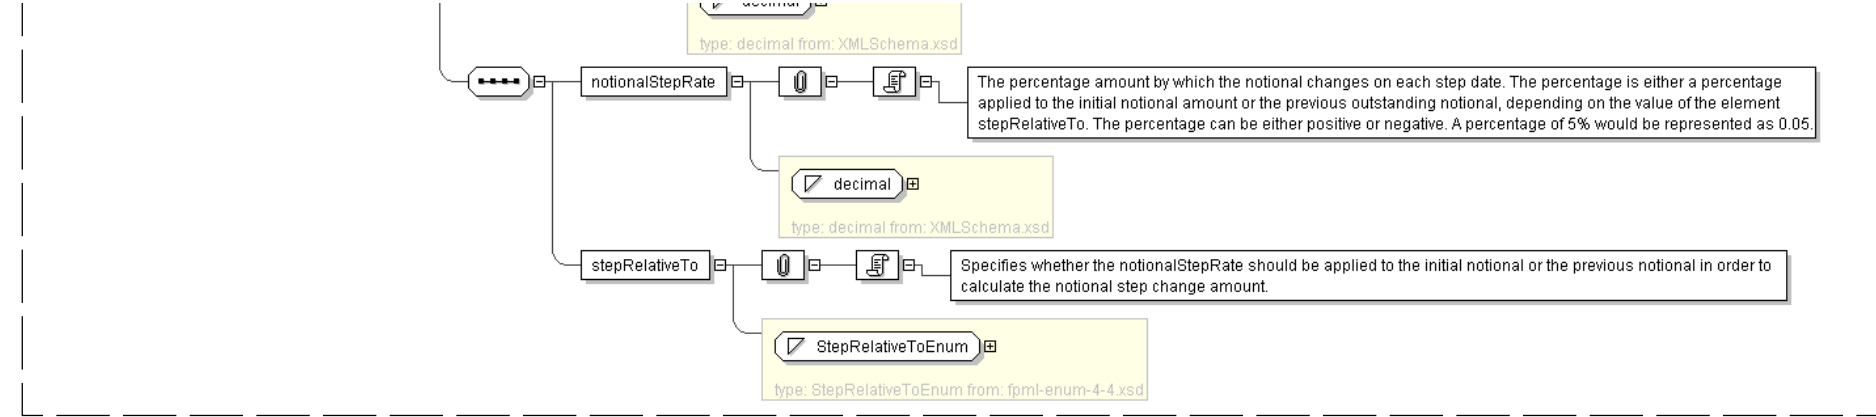 decimal
type: decimal from: XMLSchema.xsd
notionalStepRate
The percentage amount by which the notional changes on each step date. The percentage is either a percentage
applied to the initial notional amount or the previous outstanding notional, depending on the value of the element
stepRelativeTo. The percentage can be either positive or negative. A percentage of 5% would be represented as 0.05.
decimal
type: decimal from: XMLSchema.xsd
stepRelativeTo
Specifies whether the notionalStepRate should be applied to the initial notional or the previous notional in order to
calculate the notional step change amount.
StepRelativeToEnum
type: StepRelativeToEnum from: fpml-enum-4-4.xsd